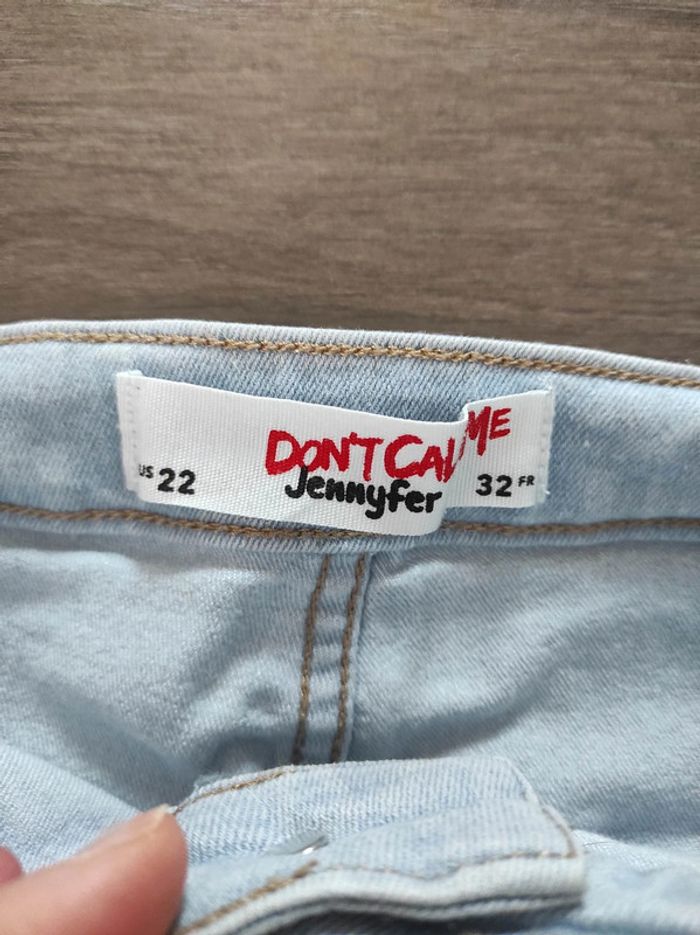 DON'T CAL ME
Jennyfer
US 22
32 FR